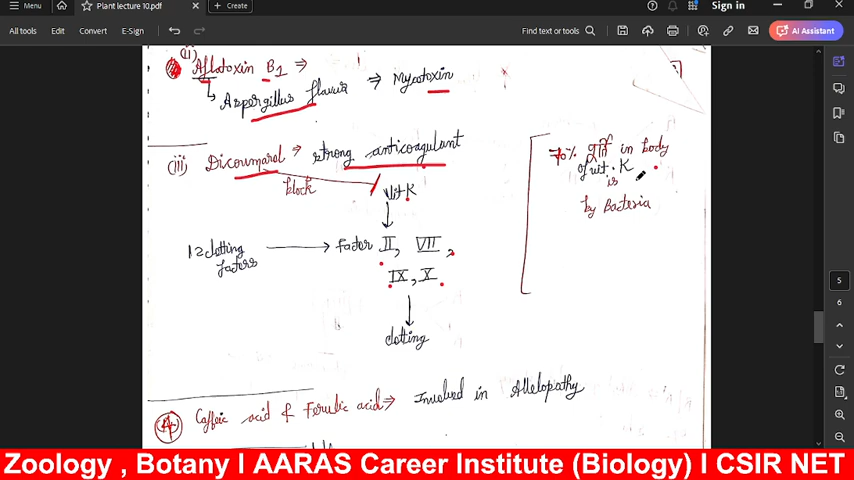 Menu
Plant lecture 10.pdf
+ Create
Sign in
All tools
Edit
Convert
E-Sign
Find text or tools
AI Assistant
(ii)
Aflatoxin B1 ⇒
Aspergillus flavus ⇒ Mycotoxin
(iii) Dicoumarol ⇒ strong anticoagulant
block
Vit K
12 clotting factors → Factor II, VII,
IX, X
clotting
70% in body
of vit. K
is
by Bacteria
(4) Caffeic acid & Ferulic acid ⇒ Involved in Allelopathy
5
6
Zoology , Botany I AARAS Career Institute (Biology) I CSIR NET